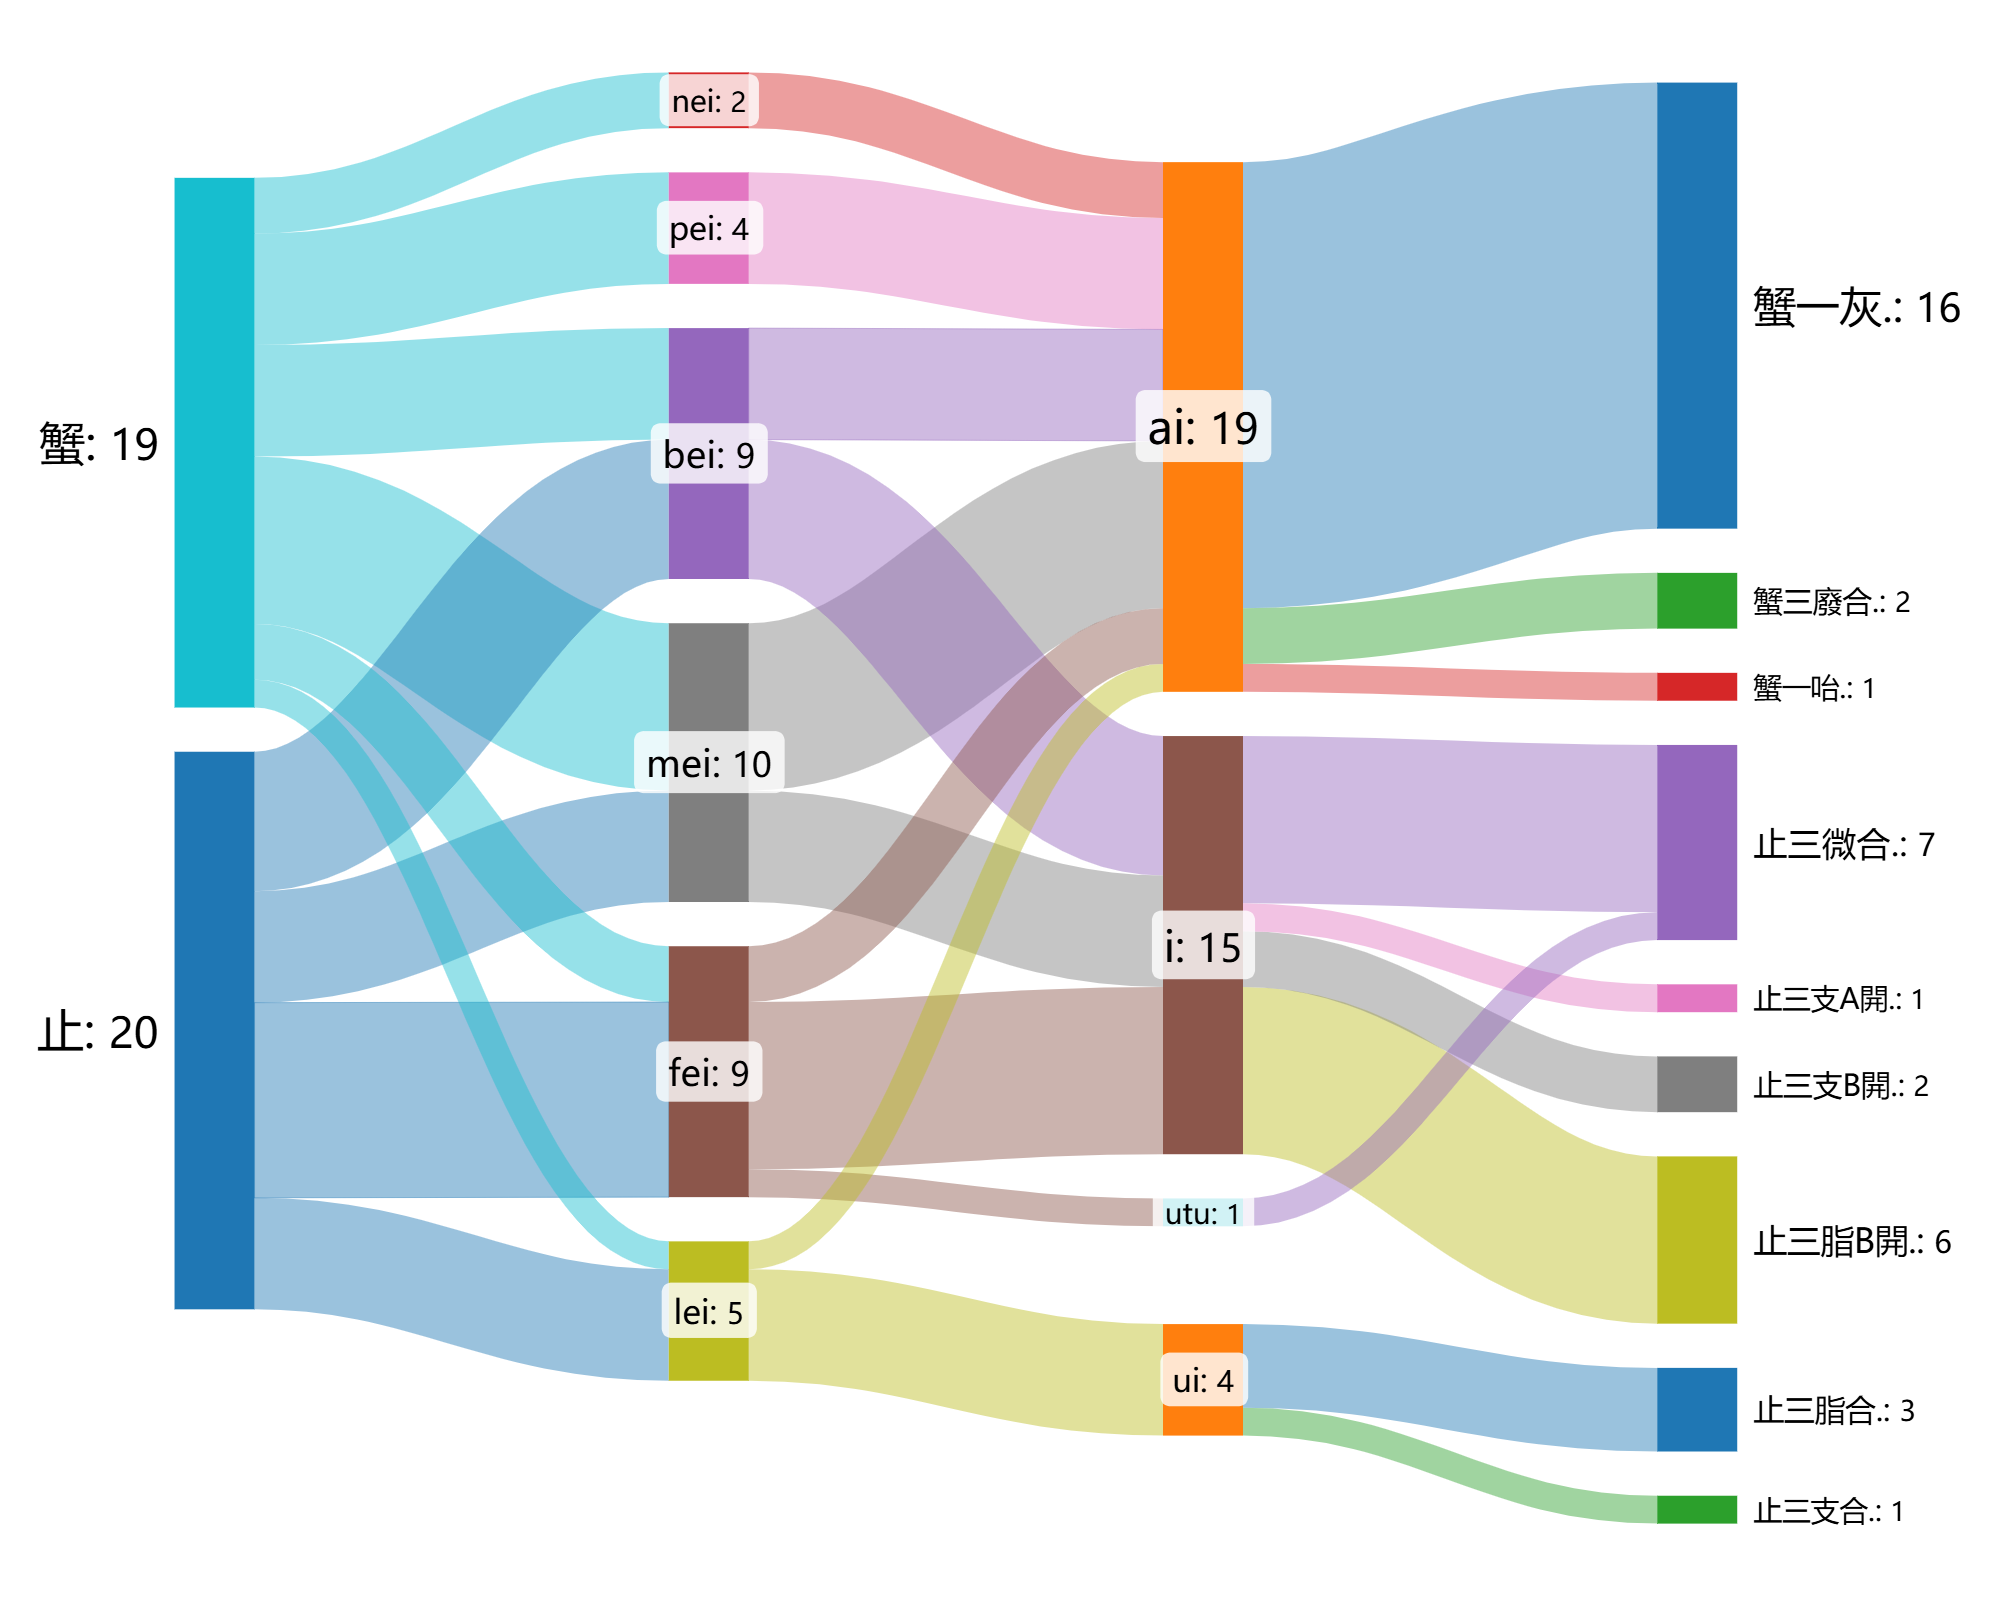 蟹: 19
止: 20
nei: 2
pei: 4
bei: 9
mei: 10
fei: 9
lei: 5
ai: 19
i: 15
utu: 1
ui: 4
蟹一灰.: 16
蟹三廢合.: 2
蟹一咍.: 1
止三微合.: 7
止三支A開.: 1
止三支B開.: 2
止三脂B開.: 6
止三脂合.: 3
止三支合.: 1